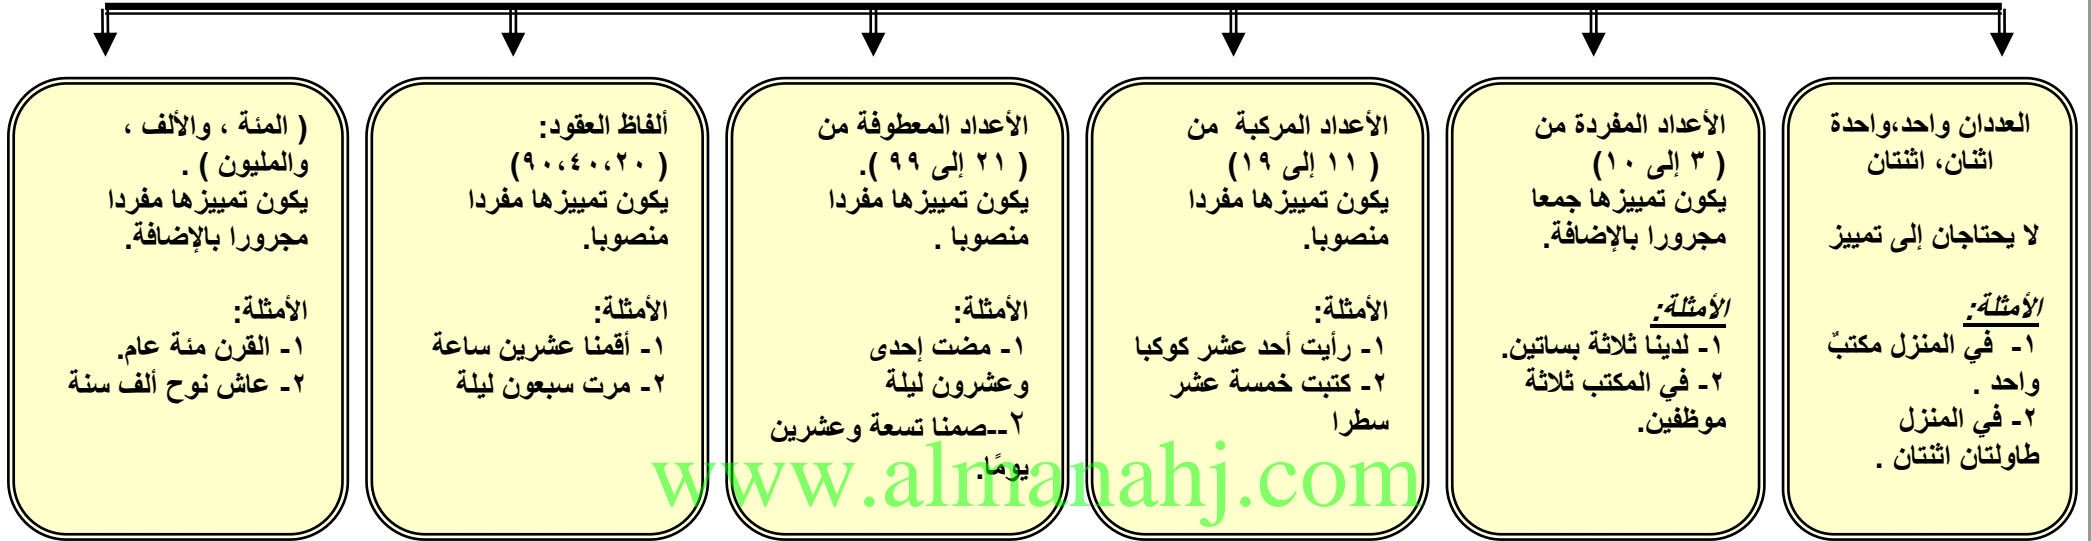 العددان واحد،واحدة
اثنان، اثنتان
لا يحتاجان إلى تمييز
الأمثلة:
١- في المنزل مكتبٌ
واحد .
٢- في المنزل
طاولتان اثنتان .
الأعداد المفردة من
( ٣ إلى ١٠)
يكون تمييزها جمعا
مجرورا بالإضافة.
الأمثلة:
١- لدينا ثلاثة بساتين.
٢- في المكتب ثلاثة
موظفين.
الأعداد المركبة من
( ١١ إلى ١٩)
يكون تمييزها مفردا
منصوبا.
الأمثلة:
١- رأيت أحد عشر كوكبا
٢- كتبت خمسة عشر
سطرا
الأعداد المعطوفة من
( ٢١ إلى ٩٩ ).
يكون تمييزها مفردا
منصوبا .
الأمثلة:
١- مضت إحدى
وعشرون ليلة
٢--صمنا تسعة وعشرين
يومًا.
ألفاظ العقود:
( ٢٠،٤٠،٩٠)
يكون تمييزها مفردا
منصوبا.
الأمثلة:
١- أقمنا عشرين ساعة
٢- مرت سبعون ليلة
( المئة ، والألف ،
والمليون ) .
يكون تمييزها مفردا
مجرورا بالإضافة.
الأمثلة:
١- القرن مئة عام.
٢- عاش نوح ألف سنة
www.almanahj.com